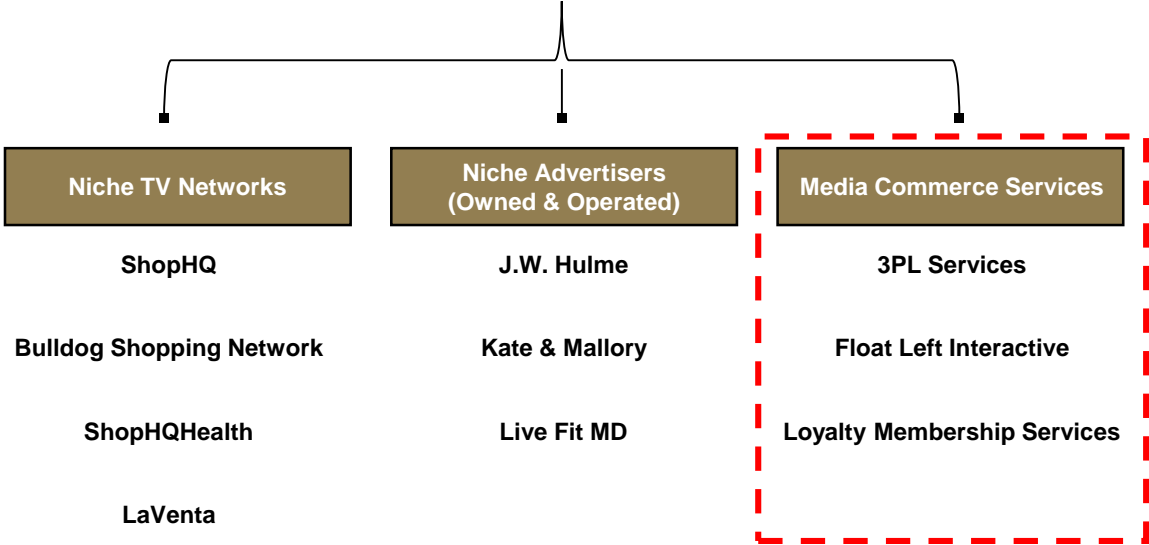 Niche TV Networks
ShopHQ
Bulldog Shopping Network
ShopHQHealth
LaVenta
Niche Advertisers
(Owned & Operated)
J.W. Hulme
Kate & Mallory
Live Fit MD
Media Commerce Services
3PL Services
Float Left Interactive
Loyalty Membership Services